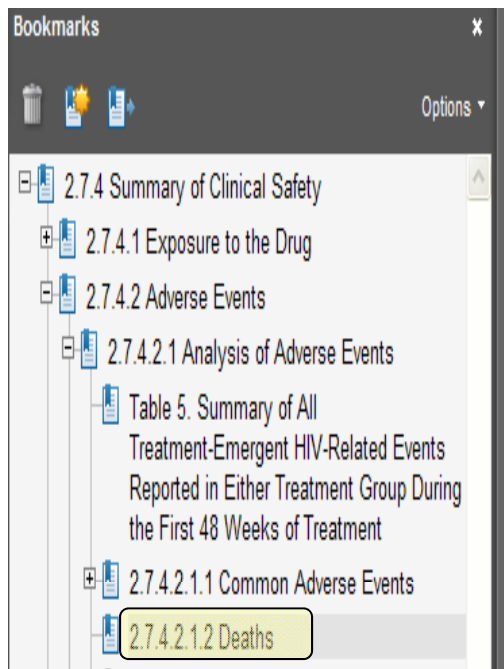 Bookmarks
Options
2.7.4 Summary of Clinical Safety
2.7.4.1 Exposure to the Drug
2.7.4.2 Adverse Events
2.7.4.2.1 Analysis of Adverse Events
Table 5. Summary of All
Treatment-Emergent HIV-Related Events
Reported in Either Treatment Group During
the First 48 Weeks of Treatment
2.7.4.2.1.1 Common Adverse Events
2.7.4.2.1.2 Deaths